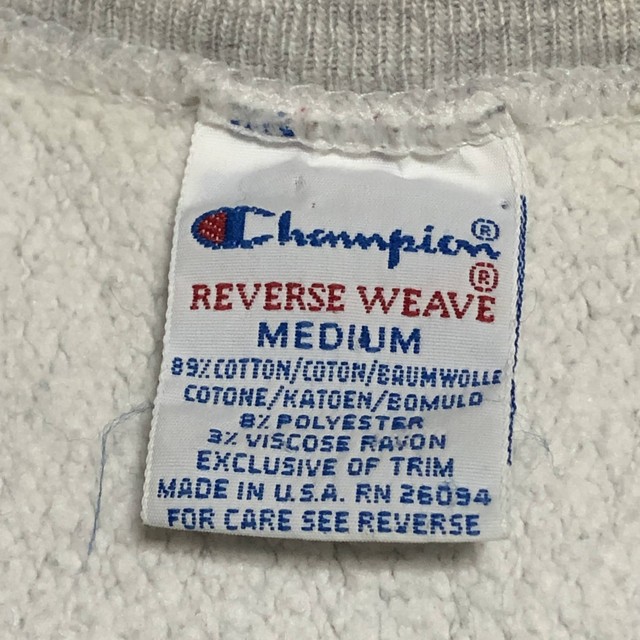 Champion®
REVERSE WEAVE®
MEDIUM
89% COTTON/COTON/BAUMWOLLE
COTONE/KATOEN/BOMULD
8% POLYESTER
3% VISCOSE RAYON
EXCLUSIVE OF TRIM
MADE IN U.S.A. RN 26094
FOR CARE SEE REVERSE